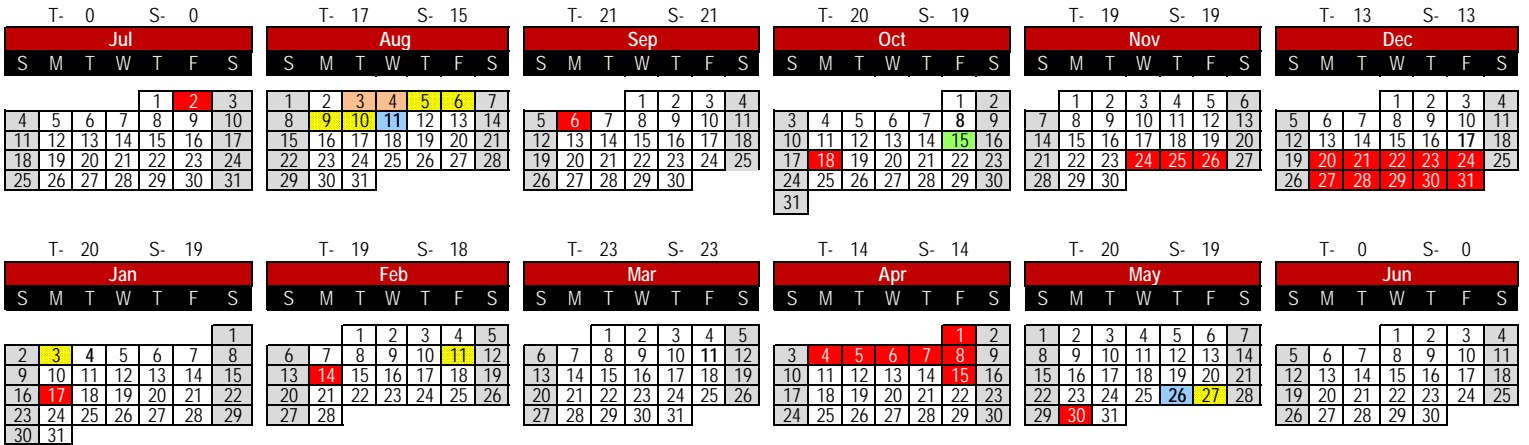 T- 0 S- 0 T- 17 S- 15 T- 21 S- 21 T- 20 S- 19 T- 19 S- 19 T- 13 S- 13
Jul Aug Sep Oct Nov Dec
S M T W T F S S M T W T F S S M T W T F S S M T W T F S S M T W T F S S M T W T F S
1 2 3 1 2 3 4 5 6 7 1 2 3 4 1 2 1 2 3 4 5 6 1 2 3 4
4 5 6 7 8 9 10 8 9 10 11 12 13 14 5 6 7 8 9 10 11 3 4 5 6 7 8 9 7 8 9 10 11 12 13 5 6 7 8 9 10 11
11 12 13 14 15 16 17 15 16 17 18 19 20 21 12 13 14 15 16 17 18 10 11 12 13 14 15 16 14 15 16 17 18 19 20 12 13 14 15 16 17 18
18 19 20 21 22 23 24 22 23 24 25 26 27 28 19 20 21 22 23 24 25 17 18 19 20 21 22 23 21 22 23 24 25 26 27 19 20 21 22 23 24 25
25 26 27 28 29 30 31 29 30 31 26 27 28 29 30 24 25 26 27 28 29 30 28 29 30 26 27 28 29 30 31
31
T- 20 S- 19 T- 19 S- 18 T- 23 S- 23 T- 14 S- 14 T- 20 S- 19 T- 0 S- 0
Jan Feb Mar Apr May Jun
S M T W T F S S M T W T F S S M T W T F S S M T W T F S S M T W T F S S M T W T F S
1 1 2 3 4 5 1 2 3 4 5 1 2 1 2 3 4 5 6 7 1 2 3 4
2 3 4 5 6 7 8 6 7 8 9 10 11 12 6 7 8 9 10 11 12 3 4 5 6 7 8 9 8 9 10 11 12 13 14 5 6 7 8 9 10 11
9 10 11 12 13 14 15 13 14 15 16 17 18 19 13 14 15 16 17 18 19 10 11 12 13 14 15 16 15 16 17 18 19 20 21 12 13 14 15 16 17 18
16 17 18 19 20 21 22 20 21 22 23 24 25 26 20 21 22 23 24 25 26 17 18 19 20 21 22 23 22 23 24 25 26 27 28 19 20 21 22 23 24 25
23 24 25 26 27 28 29 27 28 27 28 29 30 31 24 25 26 27 28 29 30 29 30 31 26 27 28 29 30
30 31